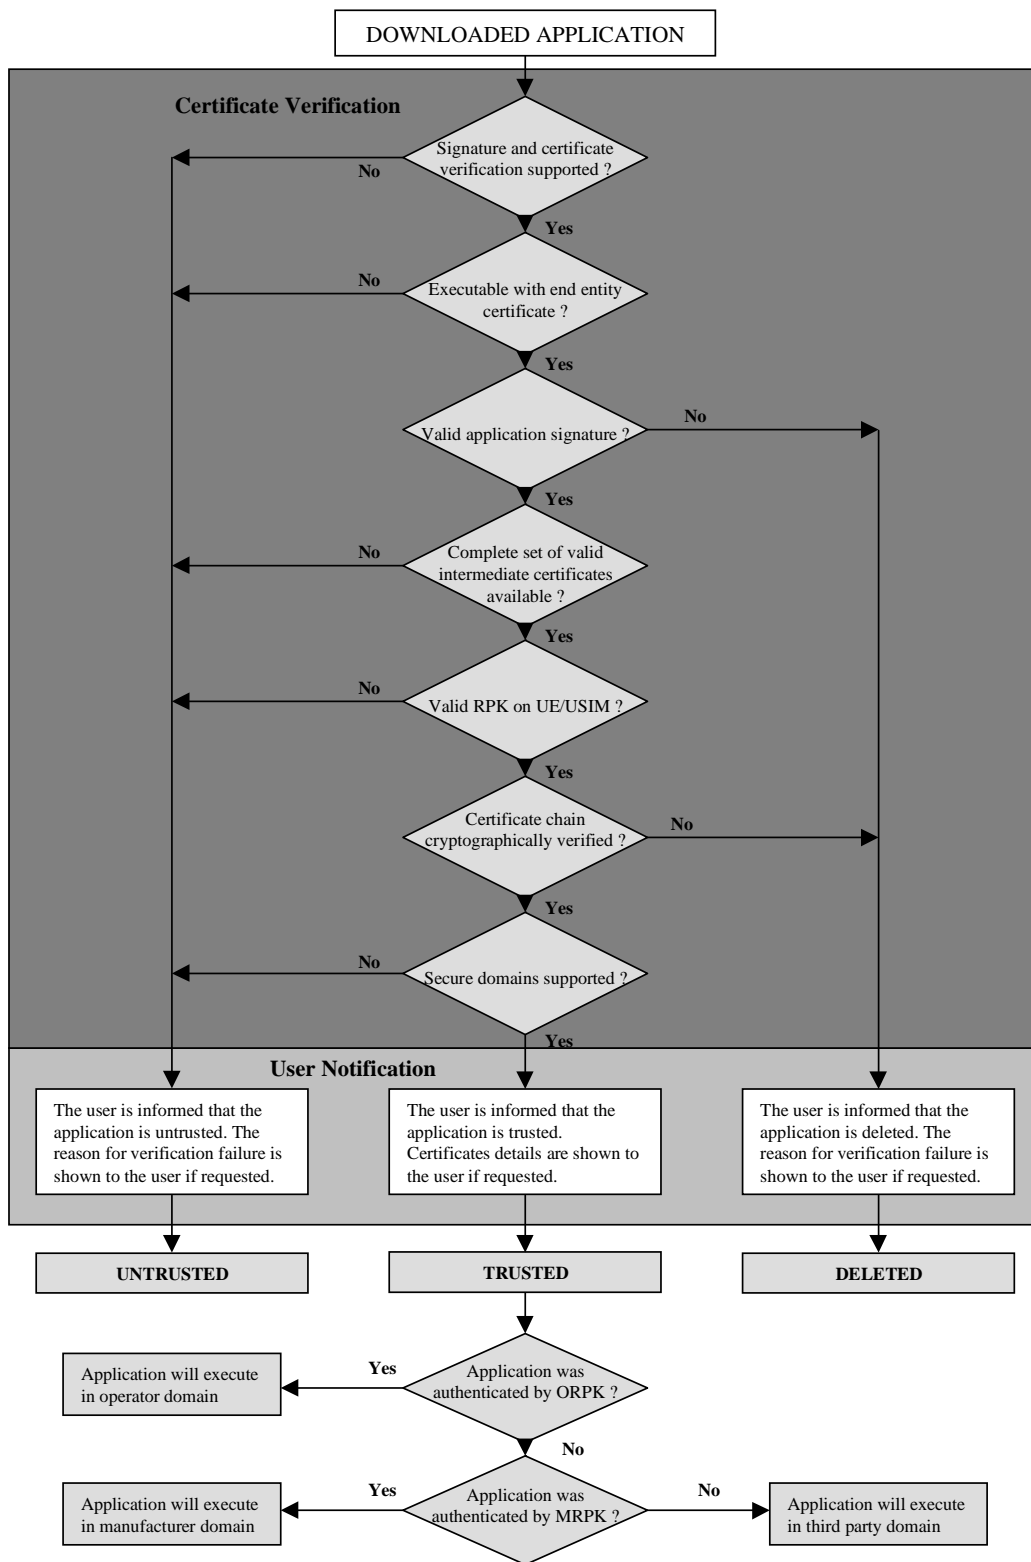 DOWNLOADED APPLICATION
Certificate Verification
Signature and certificate
verification supported ?
No
Yes
No
Executable with end entity
certificate ?
Yes
No
Valid application signature ?
Yes
No
Complete set of valid
intermediate certificates
available ?
Yes
No
Valid RPK on UE/USIM ?
Yes
Certificate chain
cryptographically verified ?
No
Yes
No
Secure domains supported ?
Yes
User Notification
The user is informed that the
application is untrusted. The
reason for verification failure is
shown to the user if requested.
The user is informed that the
application is trusted.
Certificates details are shown to
the user if requested.
The user is informed that the
application is deleted. The
reason for verification failure is
shown to the user if requested.
UNTRUSTED
TRUSTED
DELETED
Yes
Application was
authenticated by ORPK ?
Application will execute
in operator domain
No
Yes
Application was
authenticated by MRPK ?
No
Application will execute
in manufacturer domain
Application will execute
in third party domain